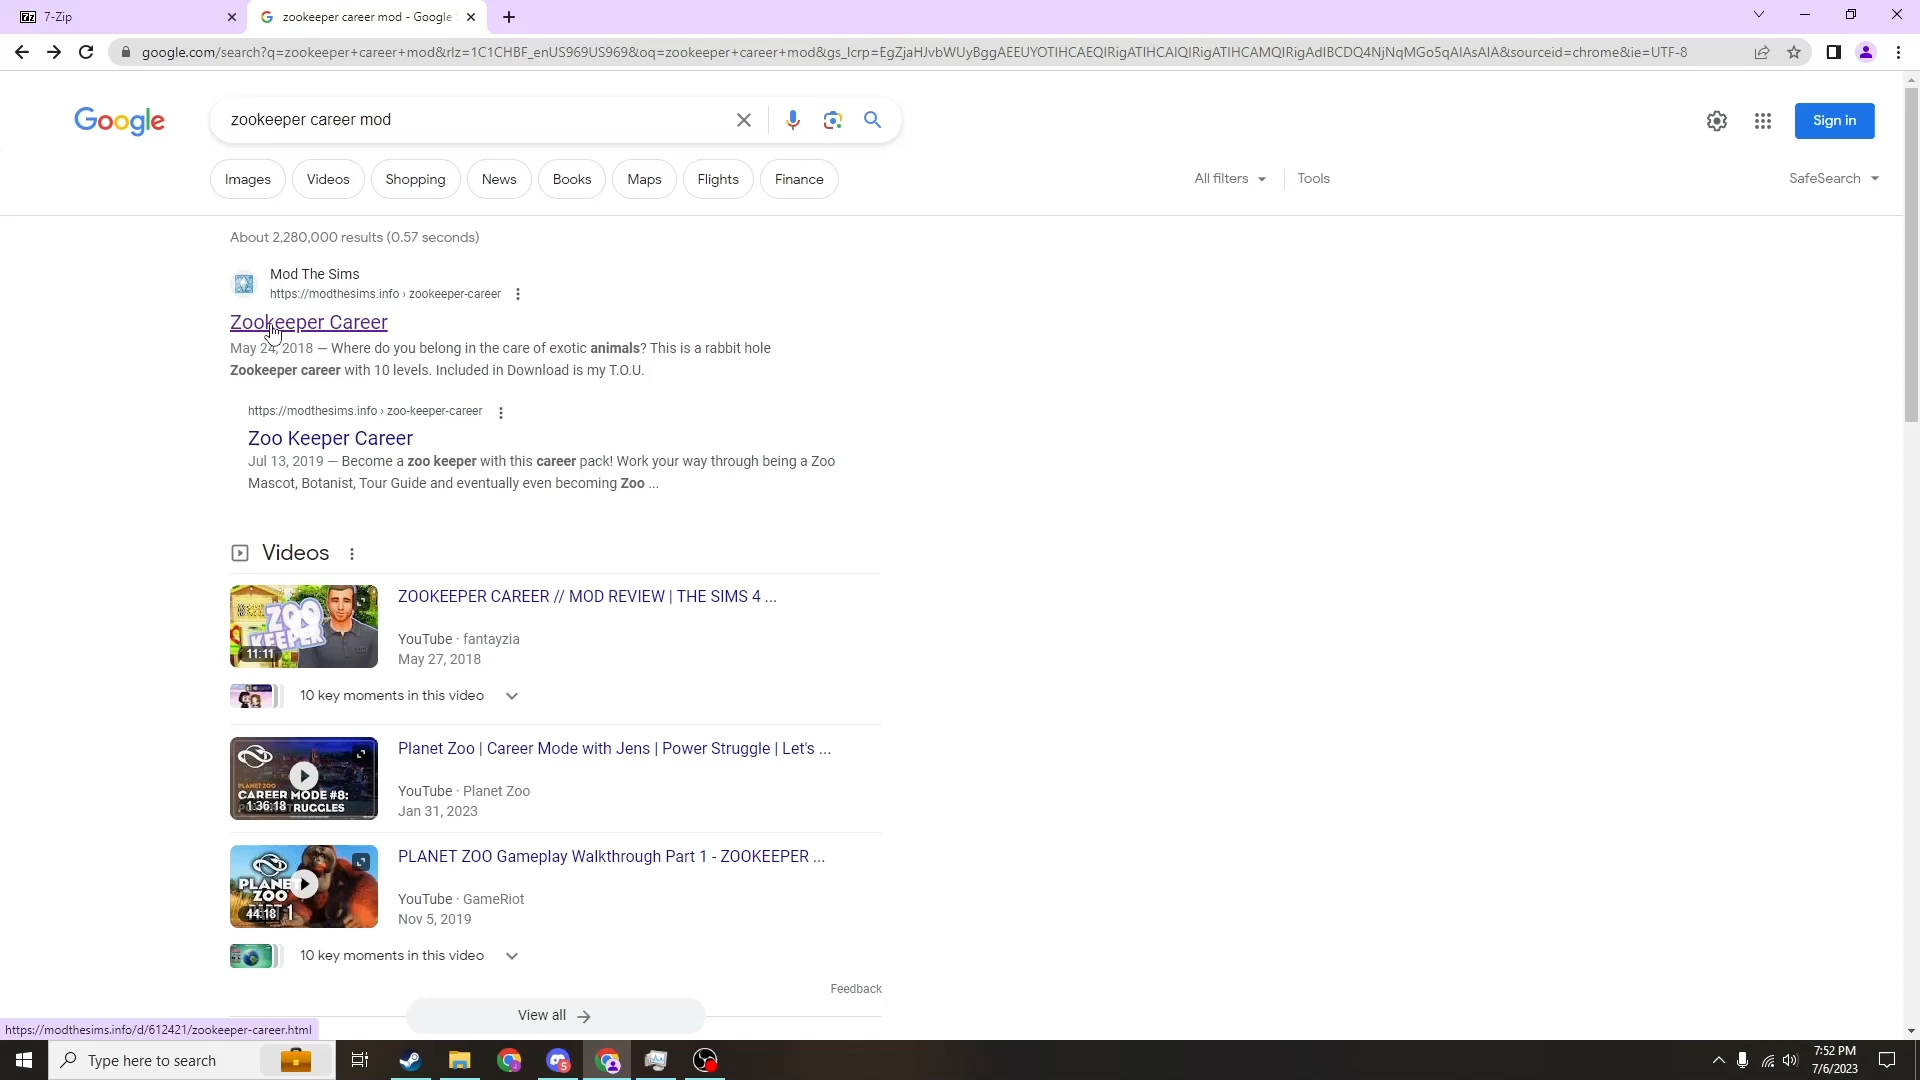 7-Zip
zookeeper career mod - Google
google.com/search?q=zookeeper+career+mod&rlz=1C1CHBF_enUS969US969&oq=zookeeper+career+mod&gs_lcrp=EgZjaHJvbWUyBggAEEUYOTIHCAEQIRigATIHCAIQIRigATIHCAMQIRigAdIBCDQ4NjNqMGo5qAIAsAIA&sourceid=chrome&ie=UTF-8
Google
zookeeper career mod
Sign in
Images
Videos
Shopping
News
Books
Maps
Flights
Finance
All filters
Tools
SafeSearch
About 2,280,000 results (0.57 seconds)
Mod The Sims
https://modthesims.info › zookeeper-career
Zookeeper Career
May 24, 2018 — Where do you belong in the care of exotic animals? This is a rabbit hole
Zookeeper career with 10 levels. Included in Download is my T.O.U.
https://modthesims.info › zoo-keeper-career
Zoo Keeper Career
Jul 13, 2019 — Become a zoo keeper with this career pack! Work your way through being a Zoo
Mascot, Botanist, Tour Guide and eventually even becoming Zoo ...
Videos
ZOO
KEEPER
11:11
ZOOKEEPER CAREER // MOD REVIEW | THE SIMS 4 ...
YouTube · fantayzia
May 27, 2018
10 key moments in this video
PLANET ZOO
CAREER MODE #8:
1:36:18
RUGGLES
Planet Zoo | Career Mode with Jens | Power Struggle | Let's ...
YouTube · Planet Zoo
Jan 31, 2023
PLANET
ZOO
44:18
1
PLANET ZOO Gameplay Walkthrough Part 1 - ZOOKEEPER ...
YouTube · GameRiot
Nov 5, 2019
10 key moments in this video
Feedback
View all
https://modthesims.info/d/612421/zookeeper-career.html
Type here to search
5
7:52 PM
7/6/2023